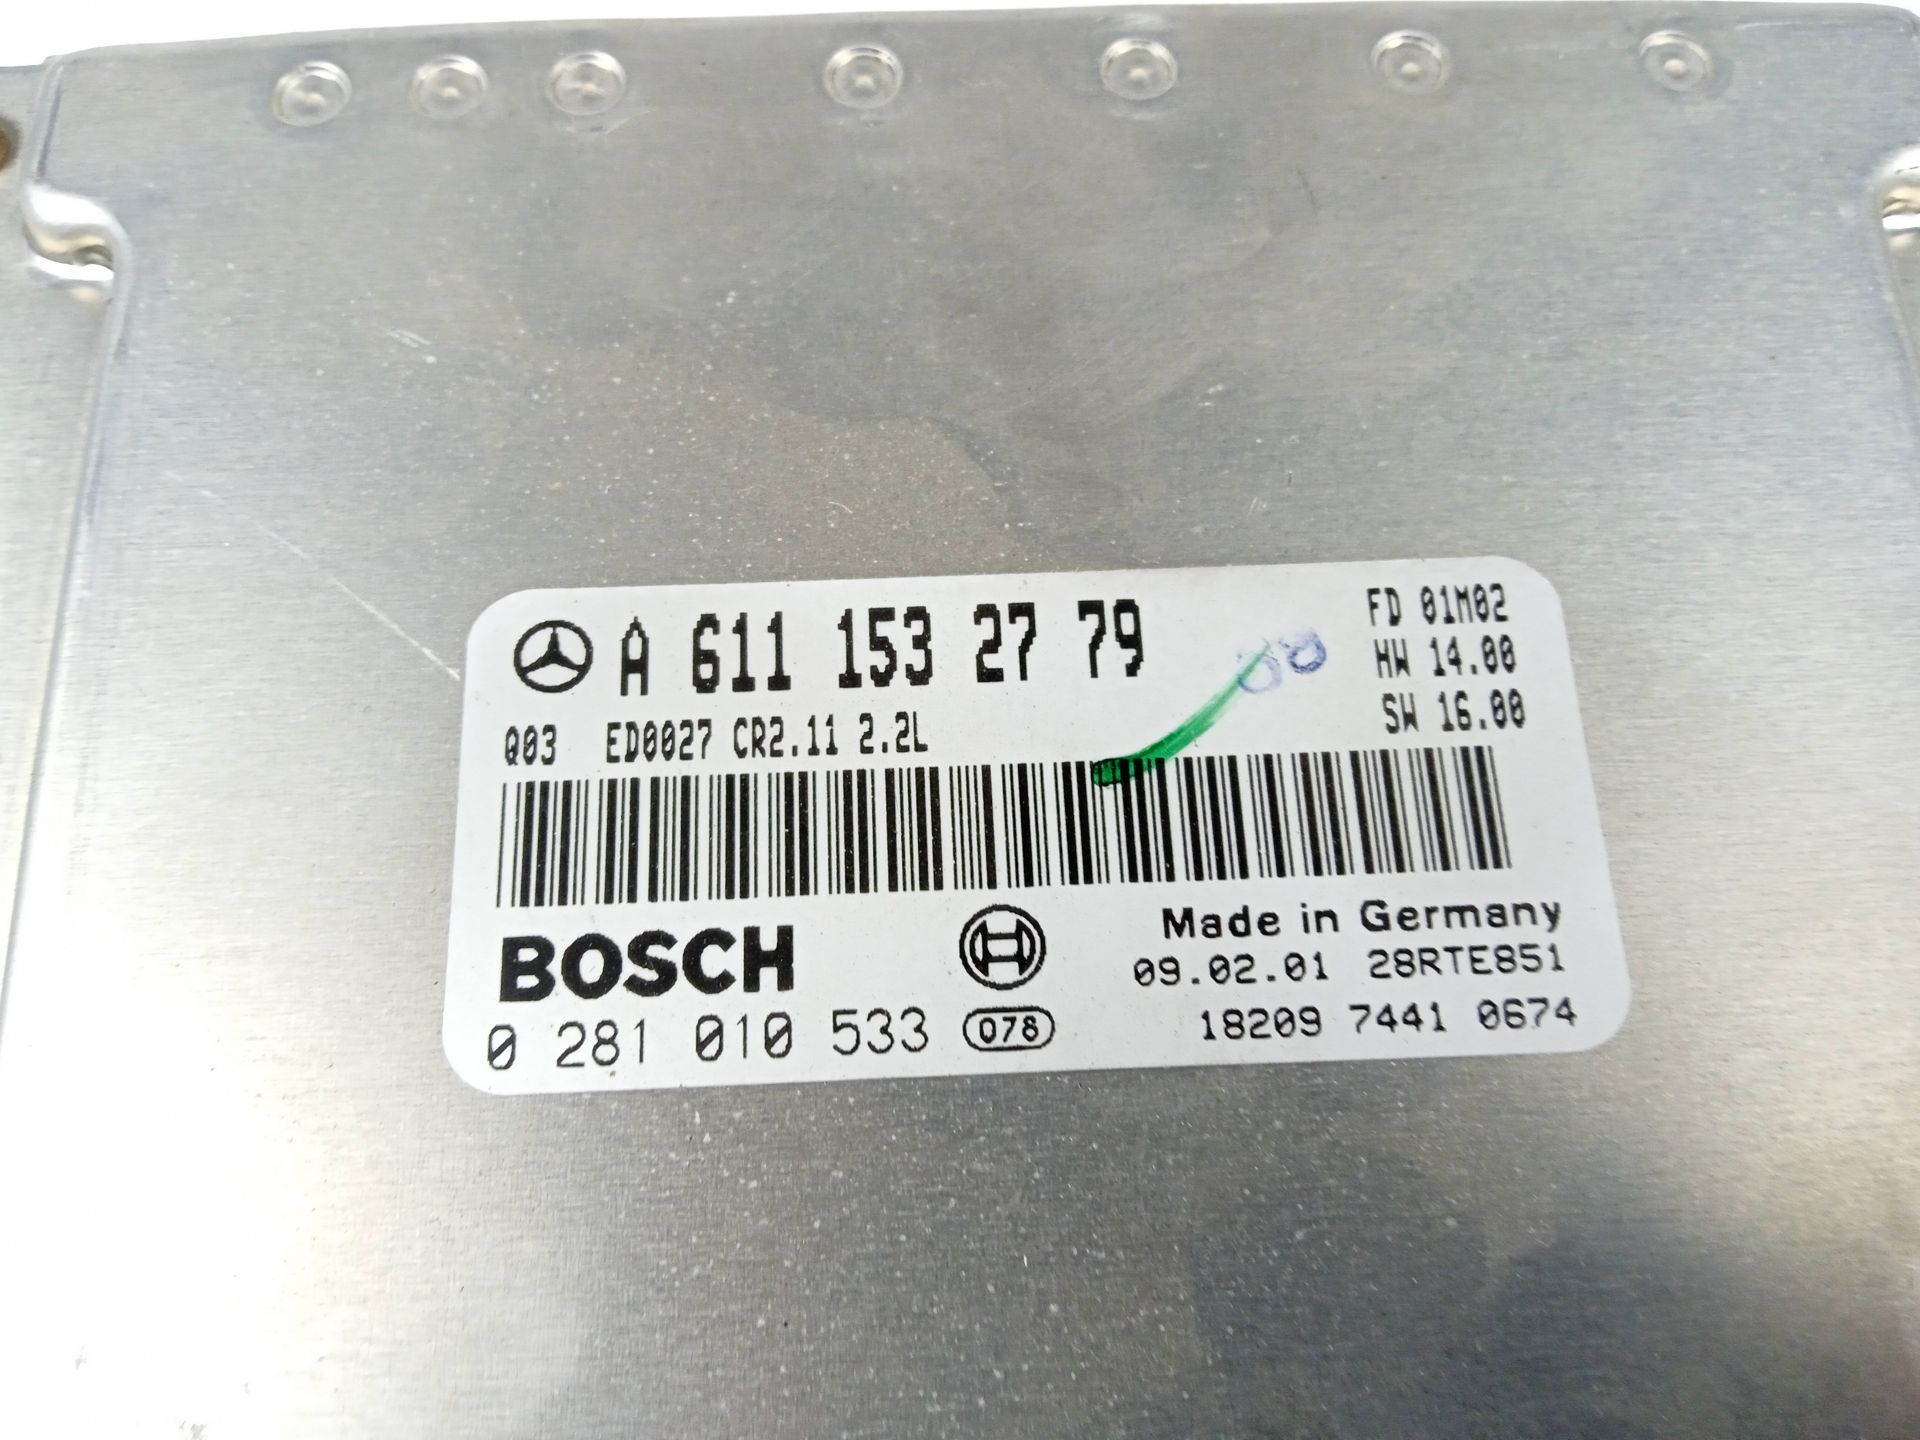 A 611 153 27 79
FD 01M02
HW 14.00
SW 16.00
Q03 ED0027 CR2.11 2.2L
BOSCH
Made in Germany
09.02.01 28RTE851
0 281 010 533 078
18209 7441 0674